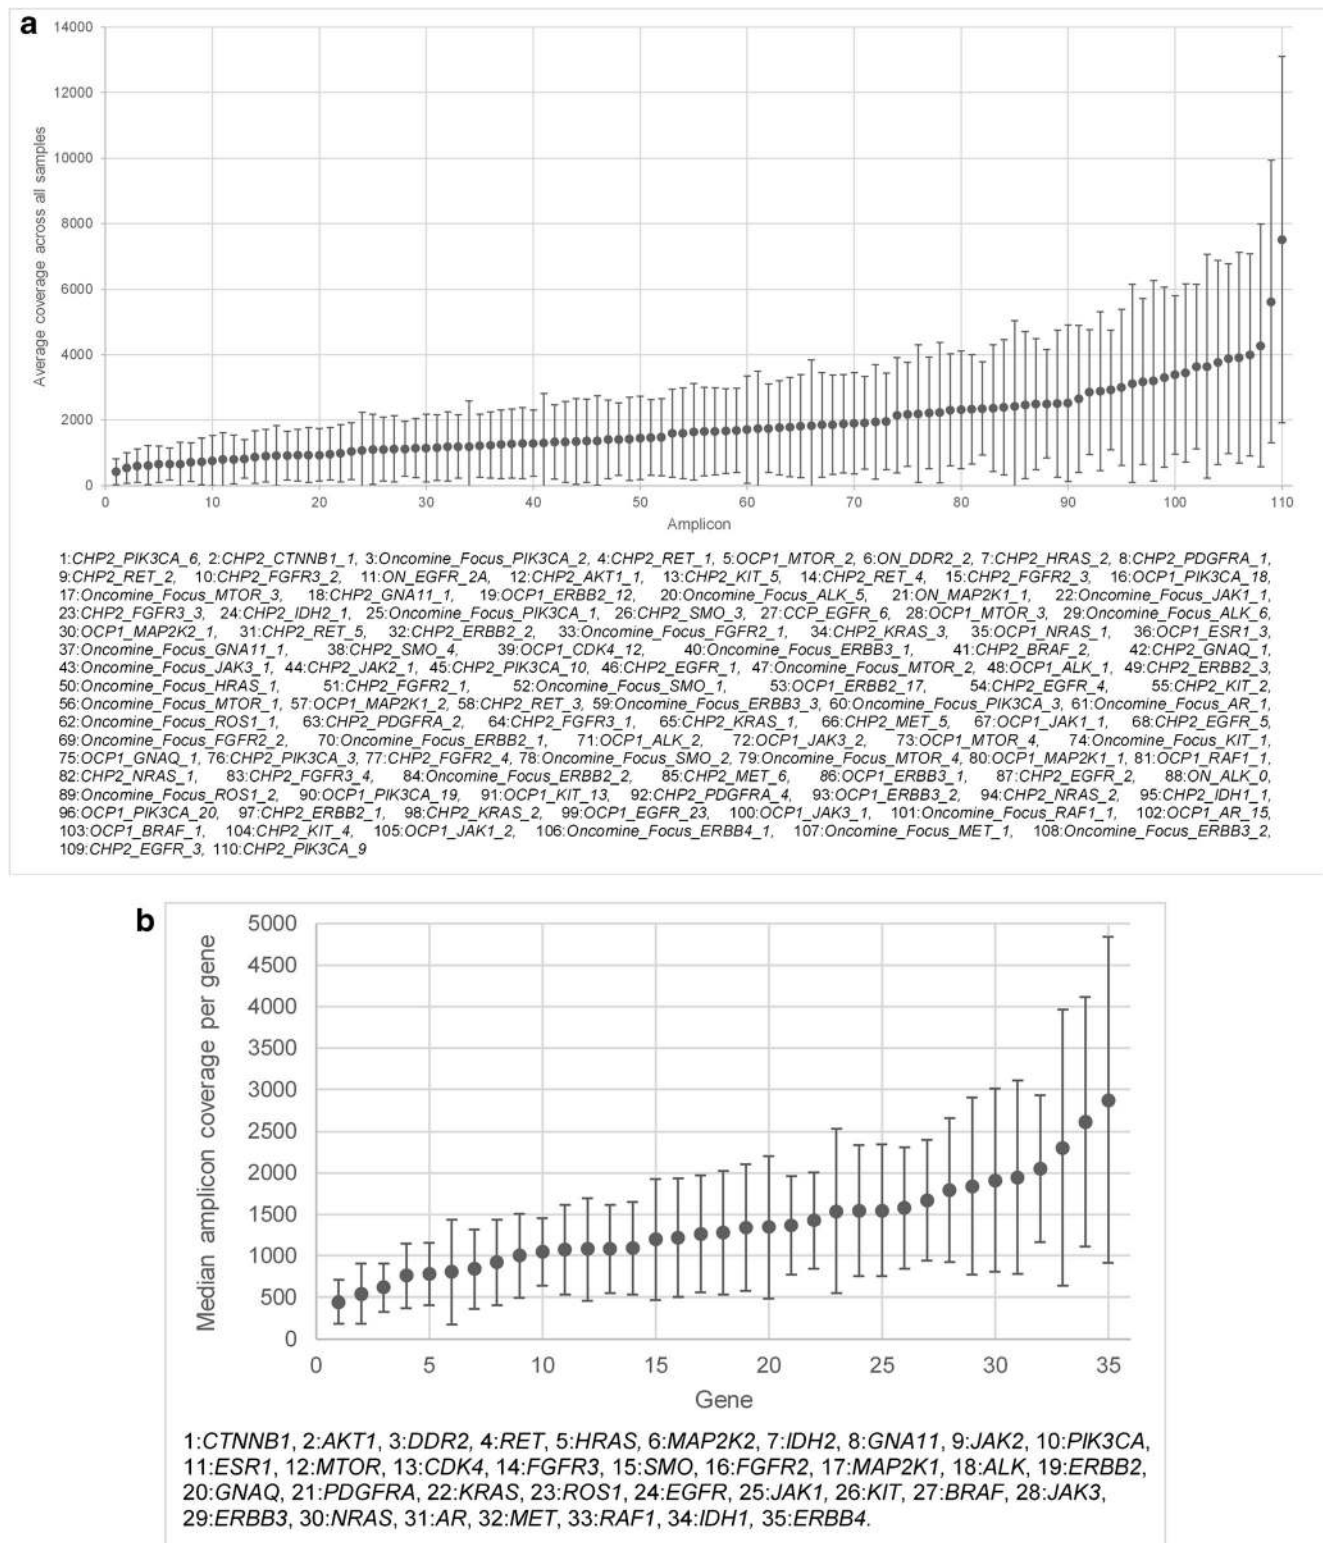 a
14000
12000
10000
8000
6000
4000
2000
0
Average coverage across all samples
0 10 20 30 40 50 60 70 80 90 100 110
Amplicon
1:CHP2_PIK3CA_6, 2:CHP2_CTNNB1_1, 3:Oncomine_Focus_PIK3CA_2, 4:CHP2_RET_1, 5:OCP1_MTOR_2, 6:ON_DDR2_2, 7:CHP2_HRAS_2, 8:CHP2_PDGFRA_1,
9:CHP2_RET_2, 10:CHP2_FGFR3_2, 11:ON_EGFR_2A, 12:CHP2_AKT1_1, 13:CHP2_KIT_5, 14:CHP2_RET_4, 15:CHP2_FGFR2_3, 16:OCP1_PIK3CA_18,
17:Oncomine_Focus_MTOR_3, 18:CHP2_GNA11_1, 19:OCP1_ERBB2_12, 20:Oncomine_Focus_ALK_5, 21:ON_MAP2K1_1, 22:Oncomine_Focus_JAK1_1,
23:CHP2_FGFR3_3, 24:CHP2_IDH2_1, 25:Oncomine_Focus_PIK3CA_1, 26:CHP2_SMO_3, 27:CCP_EGFR_6, 28:OCP1_MTOR_3, 29:Oncomine_Focus_ALK_6,
30:OCP1_MAP2K2_1, 31:CHP2_RET_5, 32:CHP2_ERBB2_2, 33:Oncomine_Focus_FGFR2_1, 34:CHP2_KRAS_3, 35:OCP1_NRAS_1, 36:OCP1_ESR1_3,
37:Oncomine_Focus_GNA11_1, 38:CHP2_SMO_4, 39:OCP1_CDK4_12, 40:Oncomine_Focus_ERBB3_1, 41:CHP2_BRAF_2, 42:CHP2_GNAQ_1,
43:Oncomine_Focus_JAK3_1, 44:CHP2_JAK2_1, 45:CHP2_PIK3CA_10, 46:CHP2_EGFR_1, 47:Oncomine_Focus_MTOR_2, 48:OCP1_ALK_1, 49:CHP2_ERBB2_3,
50:Oncomine_Focus_HRAS_1, 51:CHP2_FGFR2_1, 52:Oncomine_Focus_SMO_1, 53:OCP1_ERBB2_17, 54:CHP2_EGFR_4, 55:CHP2_KIT_2,
56:Oncomine_Focus_MTOR_1, 57:OCP1_MAP2K1_2, 58:CHP2_RET_3, 59:Oncomine_Focus_ERBB3_3, 60:Oncomine_Focus_PIK3CA_3, 61:Oncomine_Focus_AR_1,
62:Oncomine_Focus_ROS1_1, 63:CHP2_PDGFRA_2, 64:CHP2_FGFR3_1, 65:CHP2_KRAS_1, 66:CHP2_MET_5, 67:OCP1_JAK1_1, 68:CHP2_EGFR_5,
69:Oncomine_Focus_FGFR2_2, 70:Oncomine_Focus_ERBB2_1, 71:OCP1_ALK_2, 72:OCP1_JAK3_2, 73:OCP1_MTOR_4, 74:Oncomine_Focus_KIT_1,
75:OCP1_GNAQ_1, 76:CHP2_PIK3CA_3, 77:CHP2_FGFR2_4, 78:Oncomine_Focus_SMO_2, 79:Oncomine_Focus_MTOR_4, 80:OCP1_MAP2K1_1, 81:OCP1_RAF1_1,
82:CHP2_NRAS_1, 83:CHP2_FGFR3_4, 84:Oncomine_Focus_ERBB2_2, 85:CHP2_MET_6, 86:OCP1_ERBB3_1, 87:CHP2_EGFR_2, 88:ON_ALK_0,
89:Oncomine_Focus_ROS1_2, 90:OCP1_PIK3CA_19, 91:OCP1_KIT_13, 92:CHP2_PDGFRA_4, 93:OCP1_ERBB3_2, 94:CHP2_NRAS_2, 95:CHP2_IDH1_1,
96:OCP1_PIK3CA_20, 97:CHP2_ERBB2_1, 98:CHP2_KRAS_2, 99:OCP1_EGFR_23, 100:OCP1_JAK3_1, 101:Oncomine_Focus_RAF1_1, 102:OCP1_AR_15,
103:OCP1_BRAF_1, 104:CHP2_KIT_4, 105:OCP1_JAK1_2, 106:Oncomine_Focus_ERBB4_1, 107:Oncomine_Focus_MET_1, 108:Oncomine_Focus_ERBB3_2,
109:CHP2_EGFR_3, 110:CHP2_PIK3CA_9
b
5000
4500
4000
3500
3000
2500
2000
1500
1000
500
0
Median amplicon coverage per gene
0 5 10 15 20 25 30 35
Gene
1:CTNNB1, 2:AKT1, 3:DDR2, 4:RET, 5:HRAS, 6:MAP2K2, 7:IDH2, 8:GNA11, 9:JAK2, 10:PIK3CA,
11:ESR1, 12:MTOR, 13:CDK4, 14:FGFR3, 15:SMO, 16:FGFR2, 17:MAP2K1, 18:ALK, 19:ERBB2,
20:GNAQ, 21:PDGFRA, 22:KRAS, 23:ROS1, 24:EGFR, 25:JAK1, 26:KIT, 27:BRAF, 28:JAK3,
29:ERBB3, 30:NRAS, 31:AR, 32:MET, 33:RAF1, 34:IDH1, 35:ERBB4.